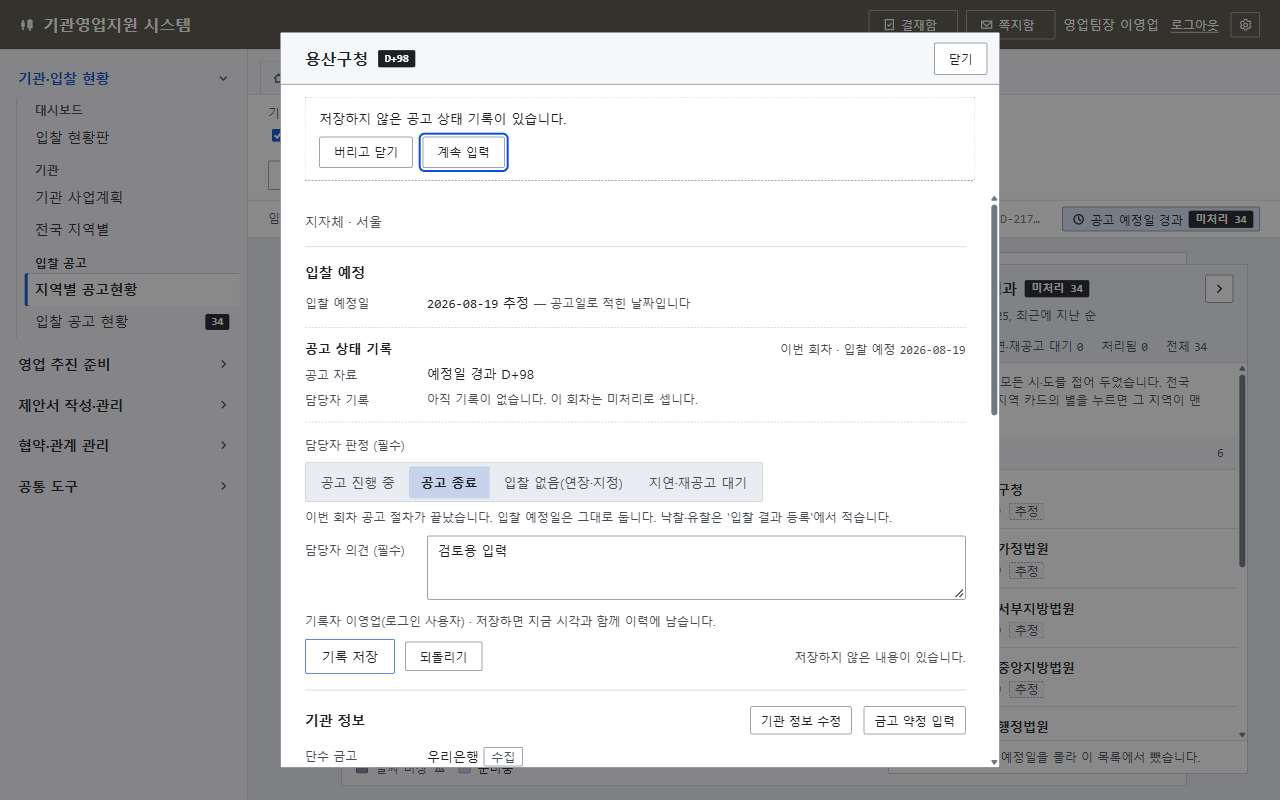 기관영업지원 시스템
결재함
쪽지함
영업팀장 이영업
로그아웃
기관·입찰 현황
대시보드
입찰 현황판
기관
기관 사업계획
전국 지역별
입찰 공고
지역별 공고현황
입찰 공고 현황 34
영업 추진 준비
제안서 작성·관리
협약·관계 관리
공통 도구
용산구청 D+98
닫기
저장하지 않은 공고 상태 기록이 있습니다.
버리고 닫기
계속 입력
지자체 · 서울
입찰 예정
입찰 예정일 2026-08-19 추정 — 공고일로 적힌 날짜입니다
공고 상태 기록
이번 회차 · 입찰 예정 2026-08-19
공고 자료 예정일 경과 D+98
담당자 기록 아직 기록이 없습니다. 이 회차는 미처리로 셉니다.
담당자 판정 (필수)
공고 진행 중
공고 종료
입찰 없음(연장·지정)
지연·재공고 대기
이번 회차 공고 절차가 끝났습니다. 입찰 예정일은 그대로 둡니다. 낙찰·유찰은 '입찰 결과 등록'에서 적습니다.
담당자 의견 (필수) 검토용 입력
기록자 이영업(로그인 사용자) · 저장하면 지금 시각과 함께 이력에 남습니다.
기록 저장
되돌리기
저장하지 않은 내용이 있습니다.
기관 정보
기관 정보 수정
금고 약정 입력
단수 금고 우리은행 수집
D-217…
공고 예정일 경과 미처리 34
과 미처리 34
25, 최근에 지난 순
연·재공고 대기 0 처리됨 0 전체 34
모든 시·도를 접어 두었습니다. 전국
지역 카드의 별을 누르면 그 지역이 맨
6
구청
추정
가정법원
추정
서부지방법원
추정
중앙지방법원
추정
행정법원
예정일을 몰라 이 목록에서 뺐습니다.